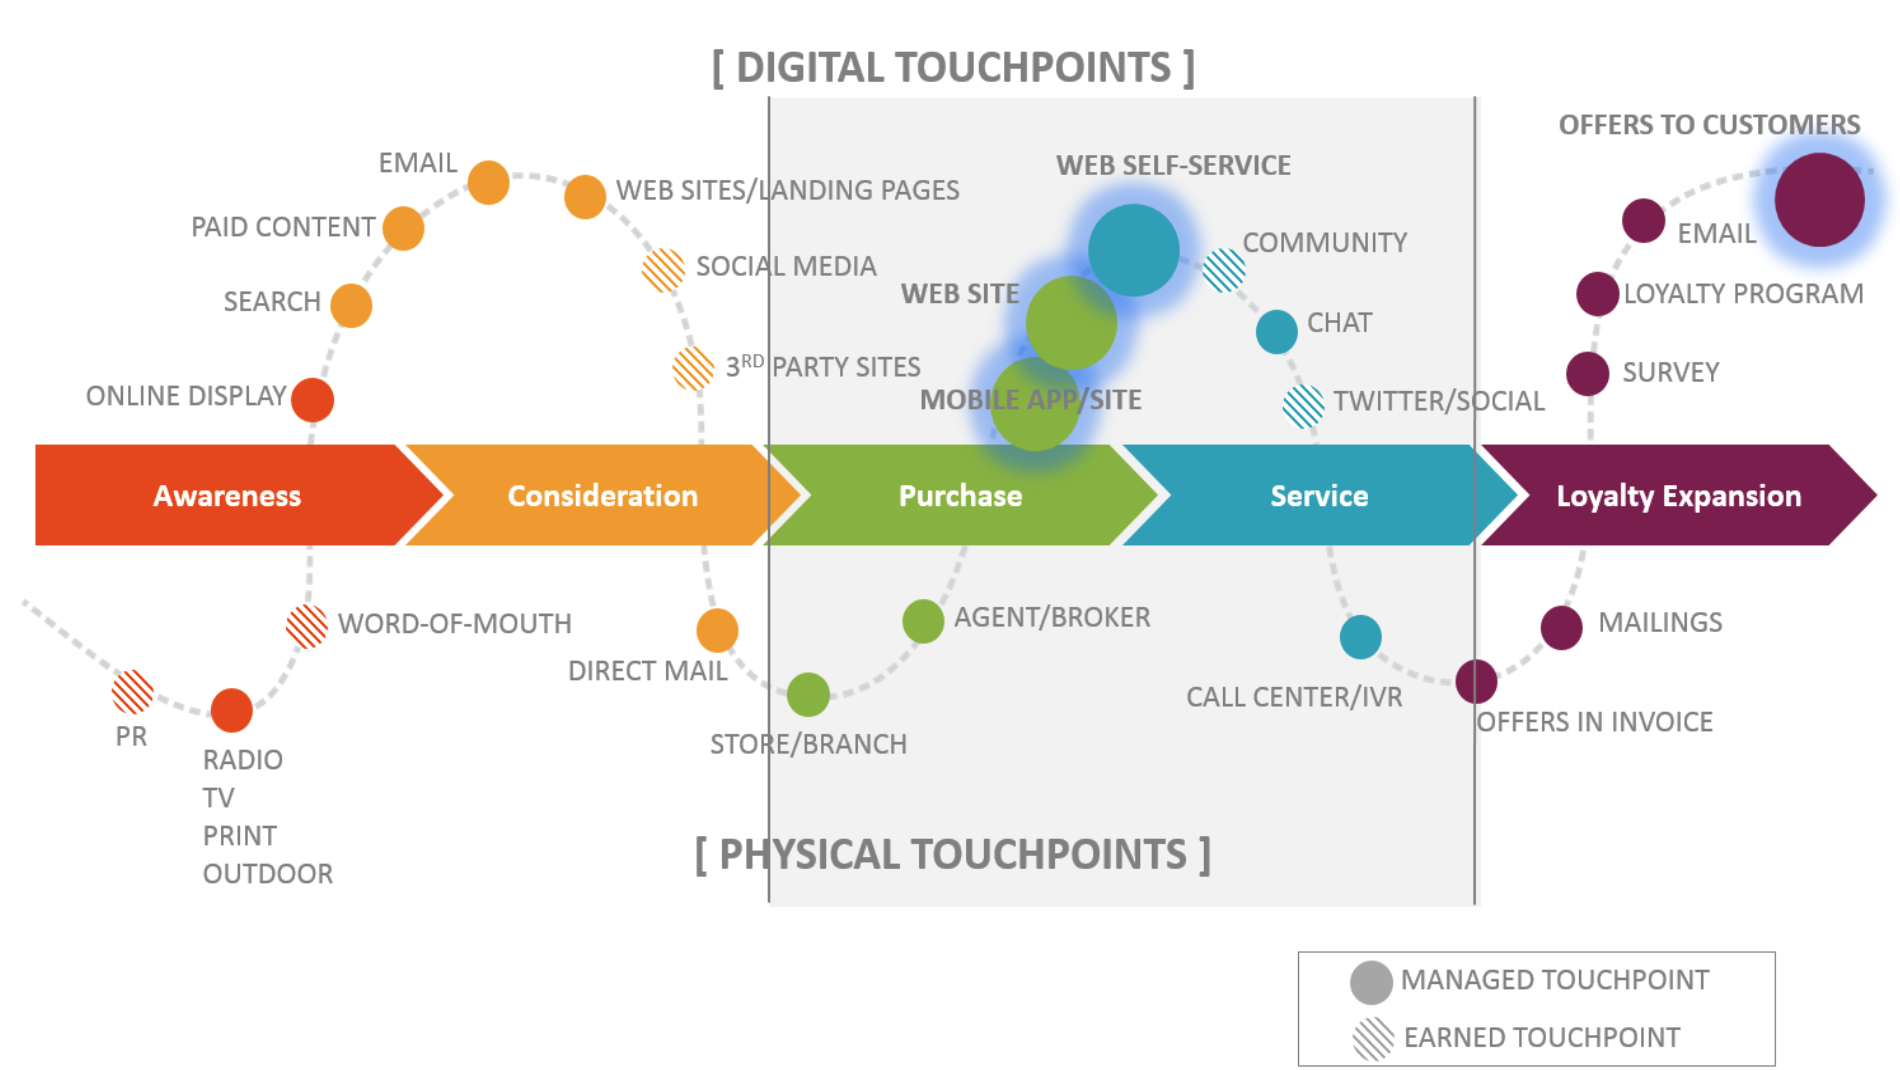 [ DIGITAL TOUCHPOINTS ]
OFFERS TO CUSTOMERS
EMAIL
WEB SELF-SERVICE
WEB SITES/LANDING PAGES
PAID CONTENT
EMAIL
COMMUNITY
SOCIAL MEDIA
SEARCH
WEB SITE
LOYALTY PROGRAM
CHAT
3RD PARTY SITES
SURVEY
ONLINE DISPLAY
MOBILE APP/SITE
TWITTER/SOCIAL
Awareness
Consideration
Purchase
Service
Loyalty Expansion
WORD-OF-MOUTH
AGENT/BROKER
MAILINGS
DIRECT MAIL
CALL CENTER/IVR
OFFERS IN INVOICE
PR
STORE/BRANCH
RADIO
TV
PRINT
OUTDOOR
[ PHYSICAL TOUCHPOINTS ]
MANAGED TOUCHPOINT
EARNED TOUCHPOINT